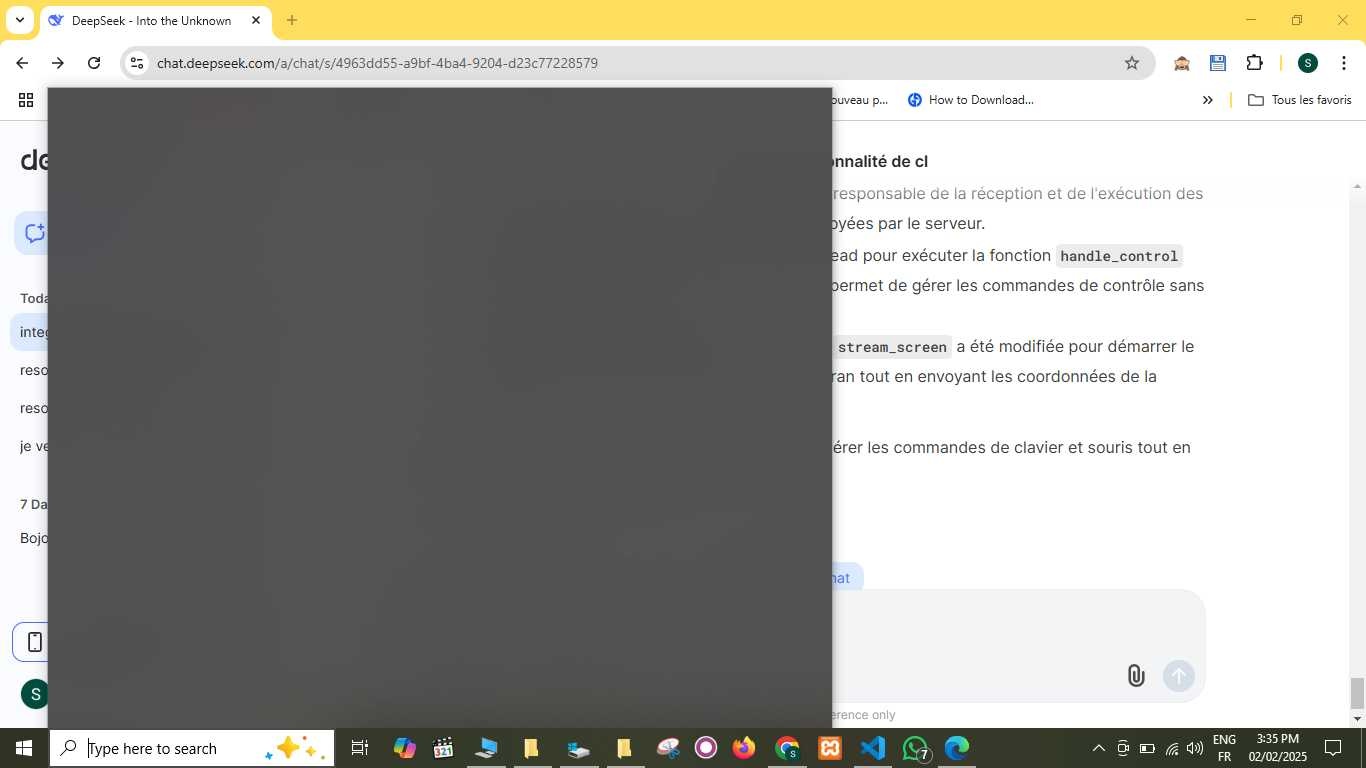 DeepSeek - Into the Unknown
chat.deepseek.com/a/chat/s/4963dd55-a9bf-4ba4-9204-d23c77228579
S
ouveau p...
How to Download...
Tous les favoris
de
onnalité de cl
responsable de la réception et de l'exécution des
oyées par le serveur.
ead pour exécuter la fonction handle_control
permet de gérer les commandes de contrôle sans
Toda
integ
stream_screen a été modifiée pour démarrer le
reso
ran tout en envoyant les coordonnées de la
reso
je ve
érer les commandes de clavier et souris tout en
7 Da
Bojo
hat
S
erence only
Type here to search
321
S
7
ENG
FR
3:35 PM
02/02/2025